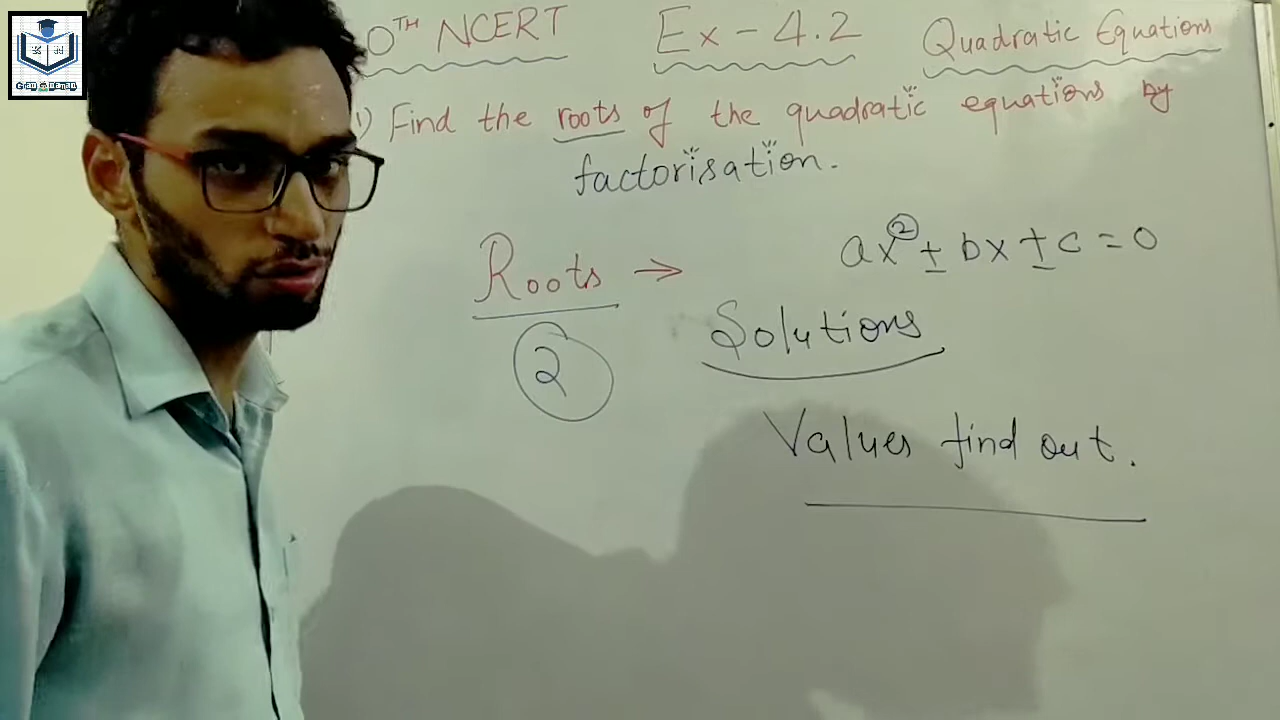 0TH NCERT Ex-4.2 Quadratic Equations
1) Find the roots of the quadratic equations by
factorisation.
ax² ± bx ± c = 0
Roots →
Solutions
2
Values find out.